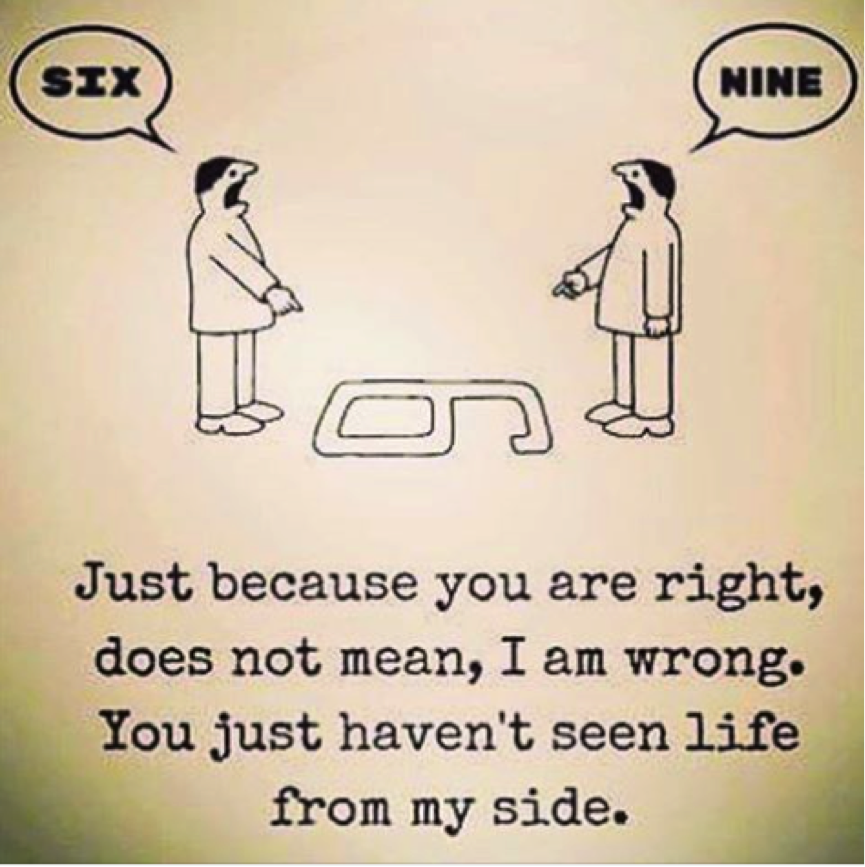 SIX
NINE
Just because you are right,
does not mean, I am wrong.
You just haven't seen life
from my side.